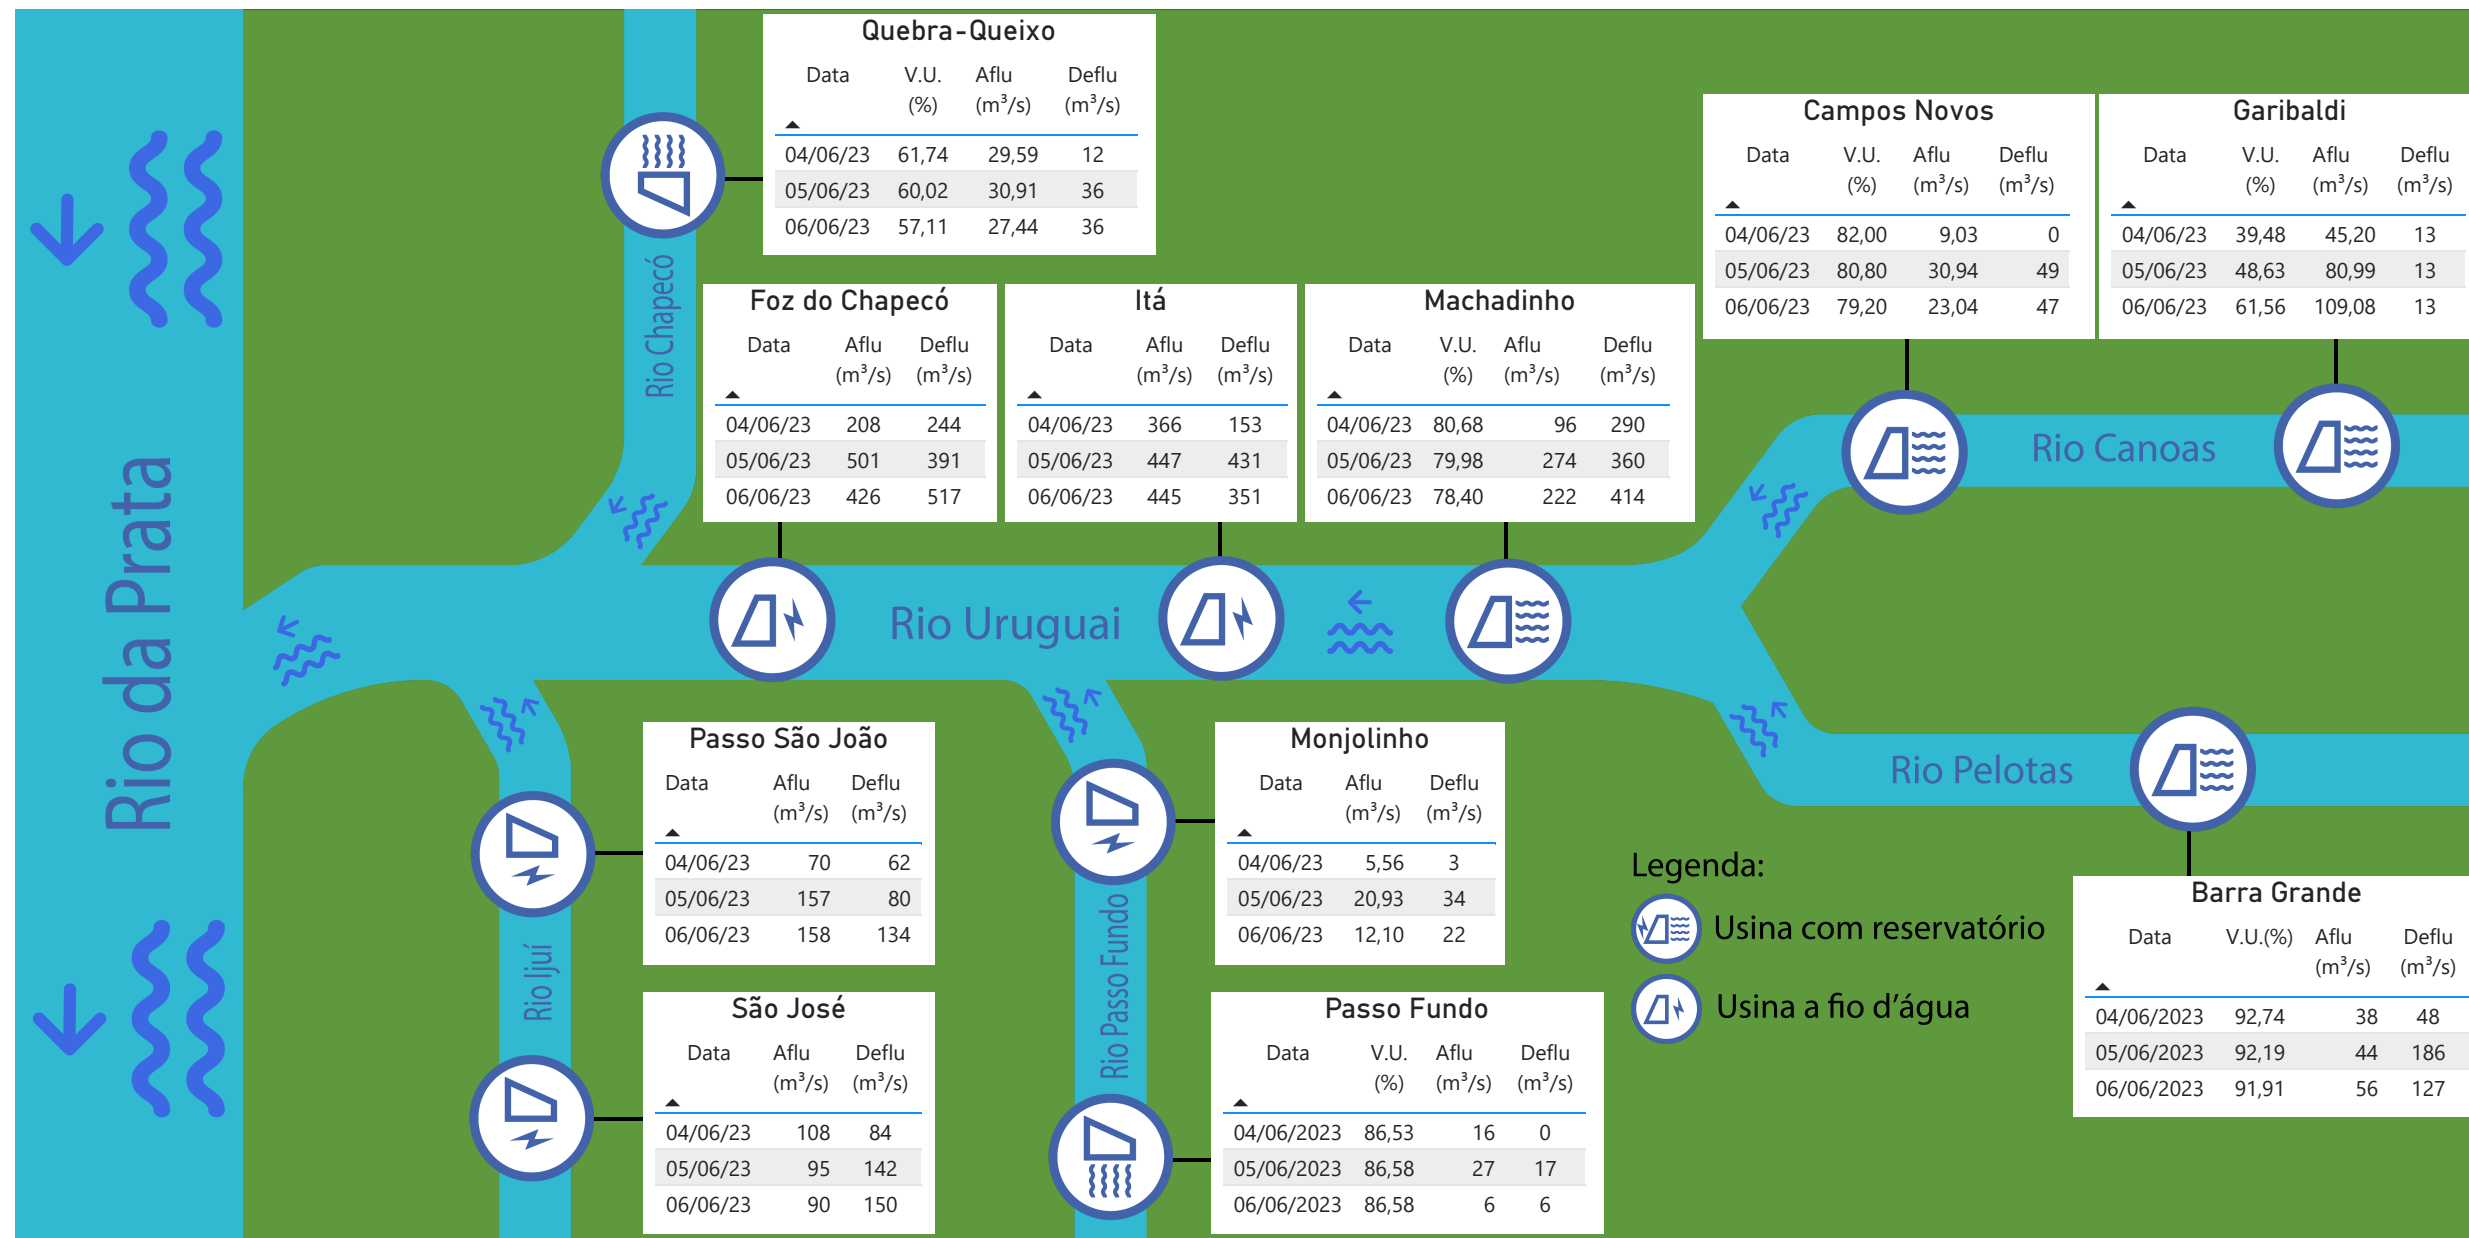 Quebra-Queixo
Data V.U. (%) Aflu (m³/s) Deflu (m³/s)
04/06/23 61,74 29,59 12
05/06/23 60,02 30,91 36
06/06/23 57,11 27,44 36
Campos Novos
Data V.U. (%) Aflu (m³/s) Deflu (m³/s)
04/06/23 82,00 9,03 0
05/06/23 80,80 30,94 49
06/06/23 79,20 23,04 47
Garibaldi
Data V.U. (%) Aflu (m³/s) Deflu (m³/s)
04/06/23 39,48 45,20 13
05/06/23 48,63 80,99 13
06/06/23 61,56 109,08 13
Rio Chapecó
Foz do Chapecó
Data Aflu (m³/s) Deflu (m³/s)
04/06/23 208 244
05/06/23 501 391
06/06/23 426 517
Itá
Data Aflu (m³/s) Deflu (m³/s)
04/06/23 366 153
05/06/23 447 431
06/06/23 445 351
Machadinho
Data V.U. (%) Aflu (m³/s) Deflu (m³/s)
04/06/23 80,68 96 290
05/06/23 79,98 274 360
06/06/23 78,40 222 414
Rio Canoas
Rio da Prata
Rio Uruguai
Rio Pelotas
Passo São João
Data Aflu (m³/s) Deflu (m³/s)
04/06/23 70 62
05/06/23 157 80
06/06/23 158 134
Monjolinho
Data Aflu (m³/s) Deflu (m³/s)
04/06/23 5,56 3
05/06/23 20,93 34
06/06/23 12,10 22
Legenda:
Usina com reservatório
Usina a fio d'água
Barra Grande
Data V.U.(%) Aflu (m³/s) Deflu (m³/s)
04/06/2023 92,74 38 48
05/06/2023 92,19 44 186
06/06/2023 91,91 56 127
Rio Ijuí
Rio Passo Fundo
São José
Data Aflu (m³/s) Deflu (m³/s)
04/06/23 108 84
05/06/23 95 142
06/06/23 90 150
Passo Fundo
Data V.U. (%) Aflu (m³/s) Deflu (m³/s)
04/06/2023 86,53 16 0
05/06/2023 86,58 27 17
06/06/2023 86,58 6 6